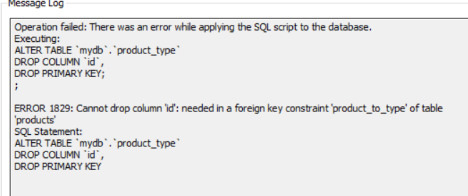 Message Log
Operation failed: There was an error while applying the SQL script to the database.
Executing:
ALTER TABLE `mydb`.`product_type`
DROP COLUMN `id`,
DROP PRIMARY KEY;
;
ERROR 1829: Cannot drop column 'id': needed in a foreign key constraint 'product_to_type' of table
'products'
SQL Statement:
ALTER TABLE `mydb`.`product_type`
DROP COLUMN `id`,
DROP PRIMARY KEY